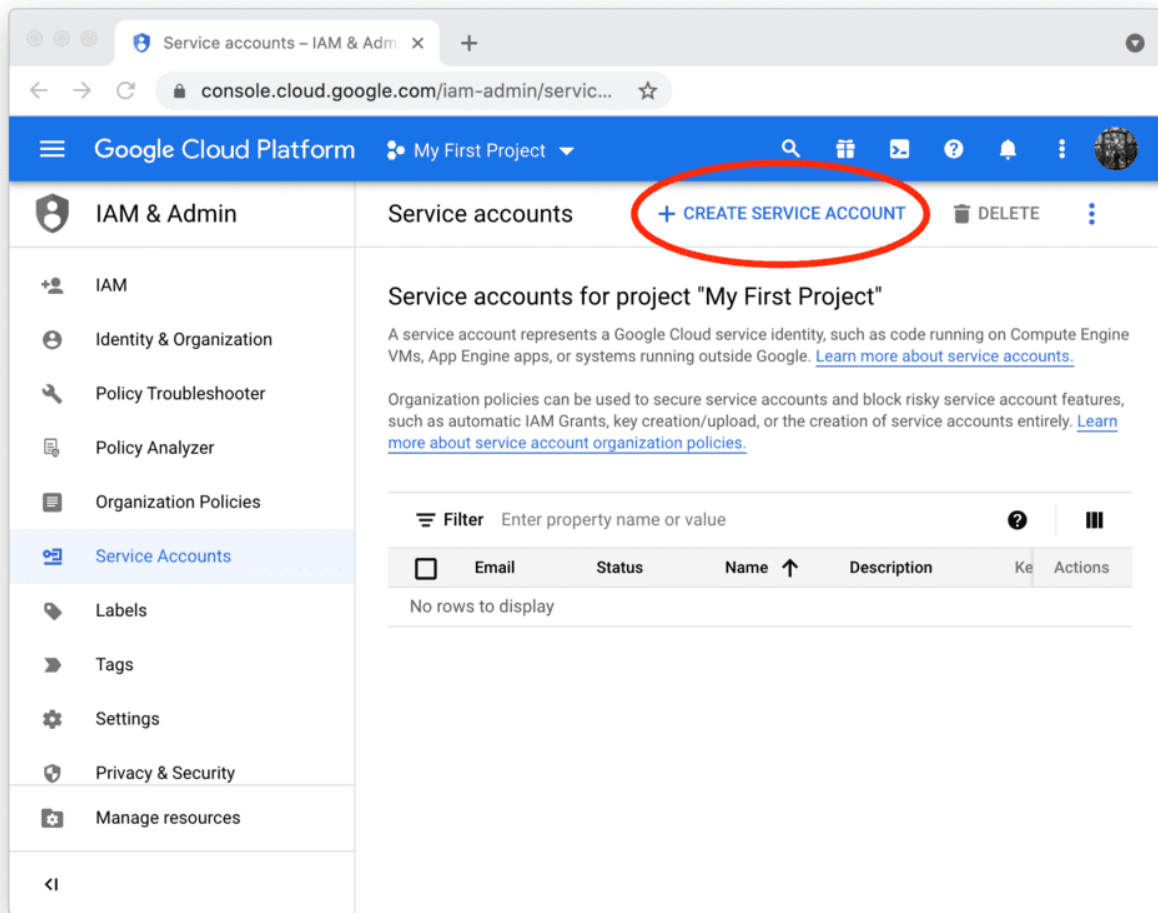 Service accounts – IAM & Adm
console.cloud.google.com/iam-admin/servic...
Google Cloud Platform
My First Project
IAM & Admin
Service accounts
+ CREATE SERVICE ACCOUNT
DELETE
IAM
Identity & Organization
Policy Troubleshooter
Policy Analyzer
Organization Policies
Service Accounts
Labels
Tags
Settings
Privacy & Security
Manage resources
Service accounts for project "My First Project"
A service account represents a Google Cloud service identity, such as code running on Compute Engine
VMs, App Engine apps, or systems running outside Google. Learn more about service accounts.
Organization policies can be used to secure service accounts and block risky service account features,
such as automatic IAM Grants, key creation/upload, or the creation of service accounts entirely. Learn
more about service account organization policies.
Filter Enter property name or value
Email Status Name Description Ke Actions
No rows to display